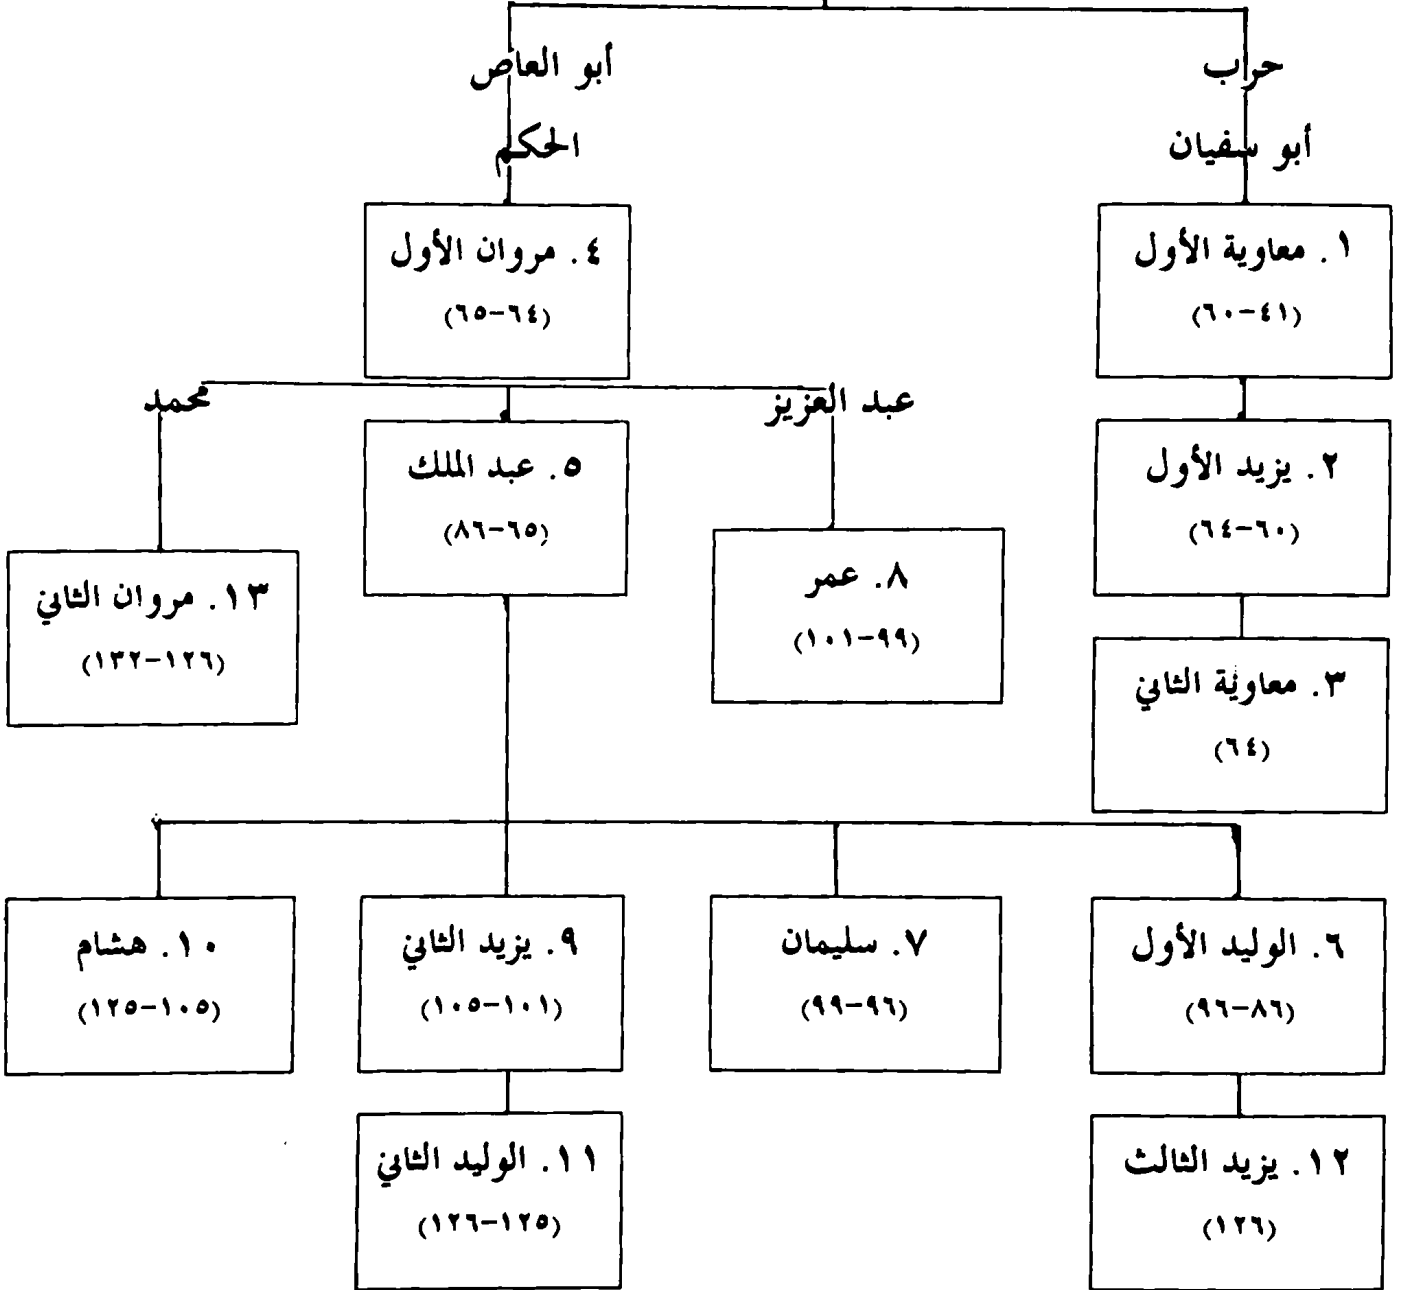 حراب
أبو العاص
أبو سفيان
الحكم
١. معاوية الأول
(٤١-٦٠)
٤. مروان الأول
(٦٤-٦٥)
عبد العزيز
محمد
٢. يزيد الأول
(٦٠-٦٤)
٥. عبد الملك
(٦٥-٨٦)
٨. عمر
(٩٩-١٠١)
١٣. مروان الثاني
(١٢٦-١٣٢)
٣. معاوية الثاني
(٦٤)
٦. الوليد الأول
(٨٦-٩٦)
٧. سليمان
(٩٦-٩٩)
٩. يزيد الثاني
(١٠١-١٠٥)
١٠. هشام
(١٠٥-١٢٥)
١٢. يزيد الثالث
(١٢٦)
١١. الوليد الثاني
(١٢٥-١٢٦)